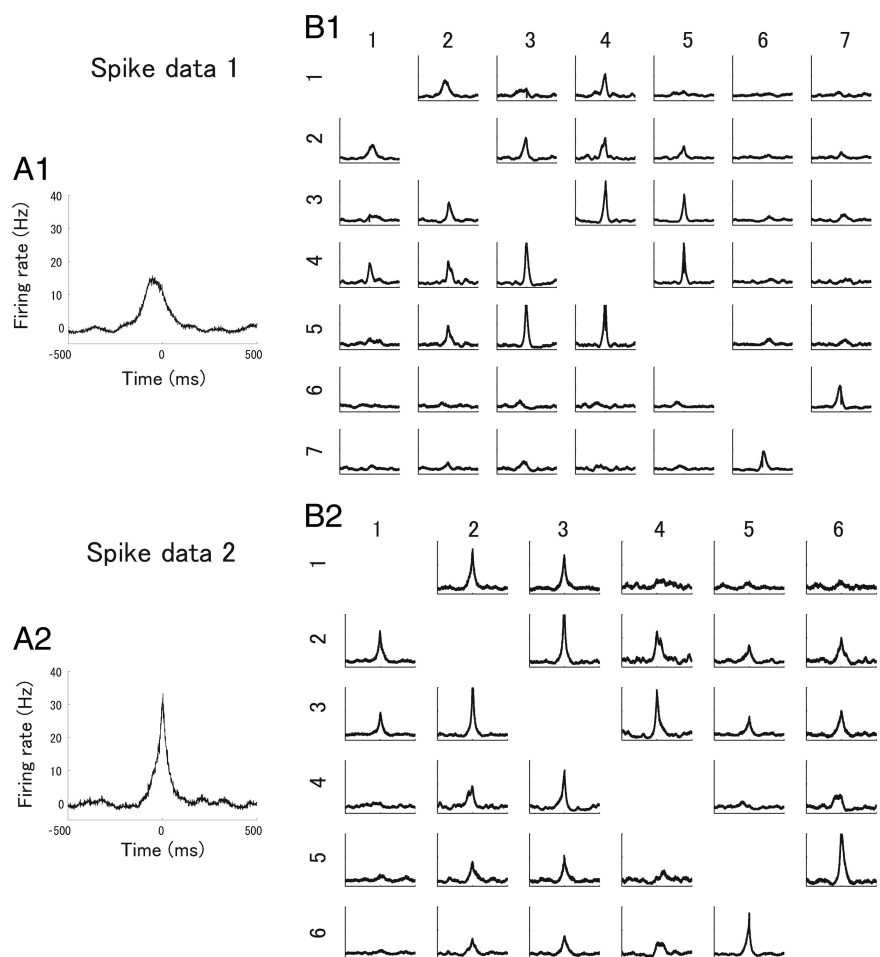 B1
1 2 3 4 5 6 7
Spike data 1
1
2
3
4
5
6
7
A1
Firing rate (Hz)
40
30
20
10
0
-500 0 500
Time (ms)
B2
1 2 3 4 5 6
Spike data 2
1
2
3
4
5
6
A2
Firing rate (Hz)
40
30
20
10
0
-500 0 500
Time (ms)